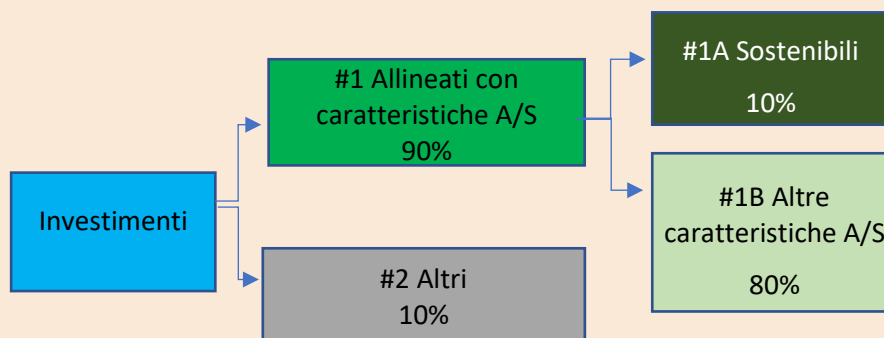 Investimenti
#1 Allineati con
caratteristiche A/S
90%
#2 Altri
10%
#1A Sostenibili
10%
#1B Altre
caratteristiche A/S
80%